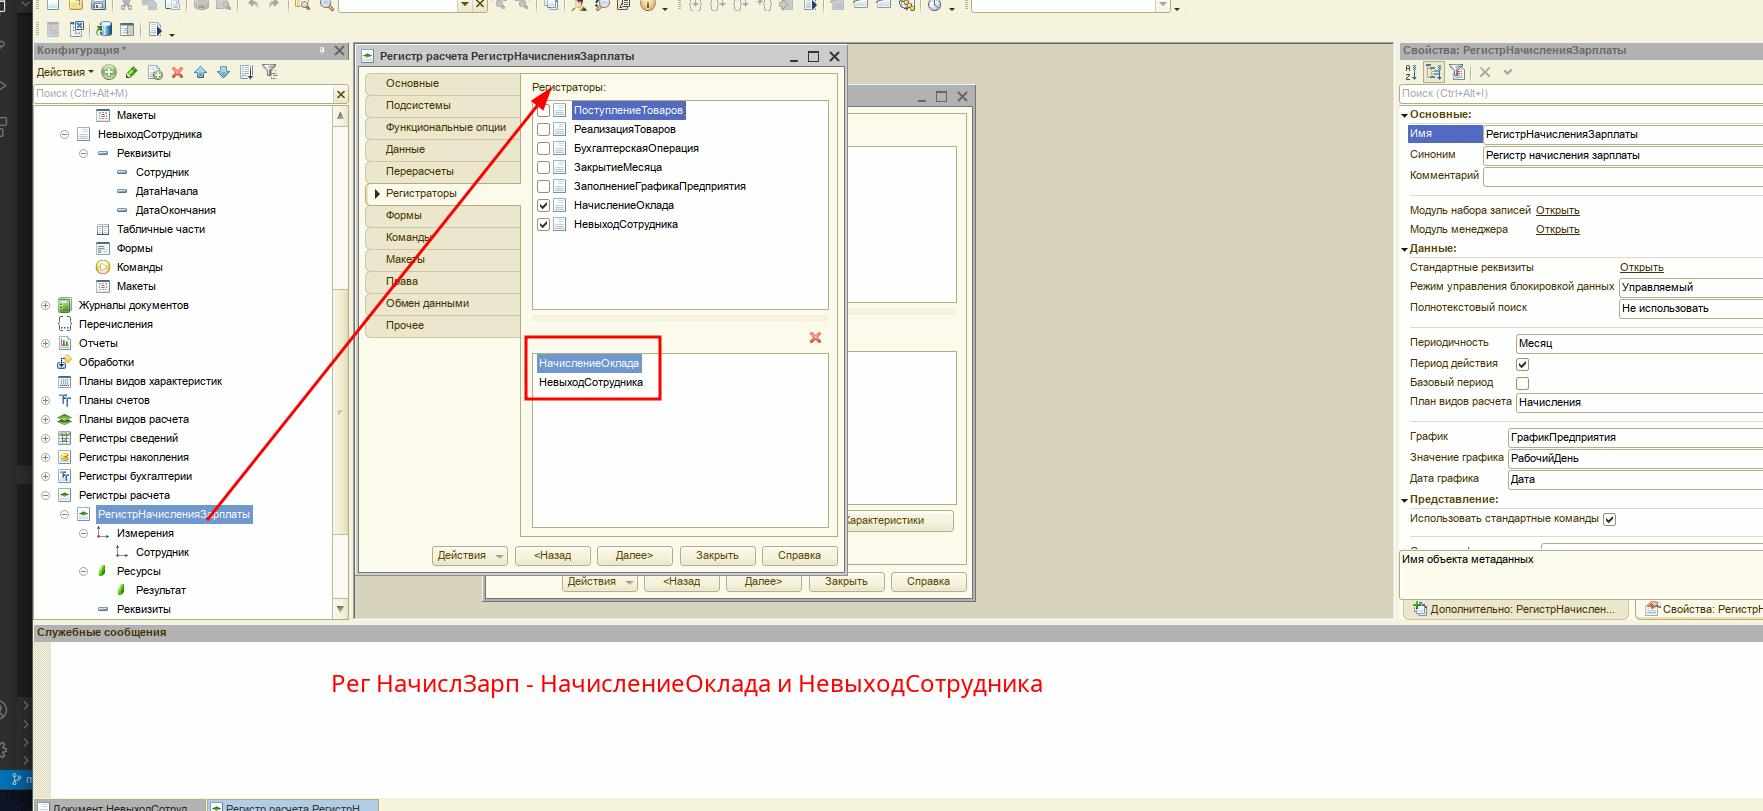 Конфигурация *
Действия
Поиск (Ctrl+Alt+M)
Макеты
НевыходСотрудника
Реквизиты
Сотрудник
ДатаНачала
ДатаОкончания
Табличные части
Формы
Команды
Макеты
Журналы документов
Перечисления
Отчеты
Обработки
Планы видов характеристик
Планы счетов
Планы видов расчета
Регистры сведений
Регистры накопления
Регистры бухгалтерии
Регистры расчета
РегистрНачисленияЗарплаты
Измерения
Сотрудник
Ресурсы
Результат
Реквизиты
Регистр расчета РегистрНачисленияЗарплаты
Основные
Подсистемы
Функциональные опции
Данные
Перерасчеты
Регистраторы
Формы
Команды
Макеты
Права
Обмен данными
Прочее
Регистраторы:
ПоступлениеТоваров
РеализацияТоваров
БухгалтерскаяОперация
ЗакрытиеМесяца
ЗаполнениеГрафикаПредприятия
НачислениеОклада
НевыходСотрудника
НачислениеОклада
НевыходСотрудника
Действия <Назад Далее> Закрыть Справка
Характеристики
Действия <Назад Далее> Закрыть Справка
Свойства: РегистрНачисленияЗарплаты
Поиск (Ctrl+Alt+I)
Основные:
Имя РегистрНачисленияЗарплаты
Синоним Регистр начисления зарплаты
Комментарий
Модуль набора записей Открыть
Модуль менеджера Открыть
Данные:
Стандартные реквизиты Открыть
Режим управления блокировкой данных Управляемый
Полнотекстовый поиск Не использовать
Периодичность Месяц
Период действия
Базовый период
План видов расчета Начисления
График ГрафикПредприятия
Значение графика РабочийДень
Дата графика Дата
Представление:
Использовать стандартные команды
Имя объекта метаданных
Дополнительно: РегистрНачислен...
Свойства: РегистрН
Служебные сообщения
Рег НачислЗарп - НачислениеОклада и НевыходСотрудника
Документ НевыходСотруд...
Регистр расчета РегистрН...